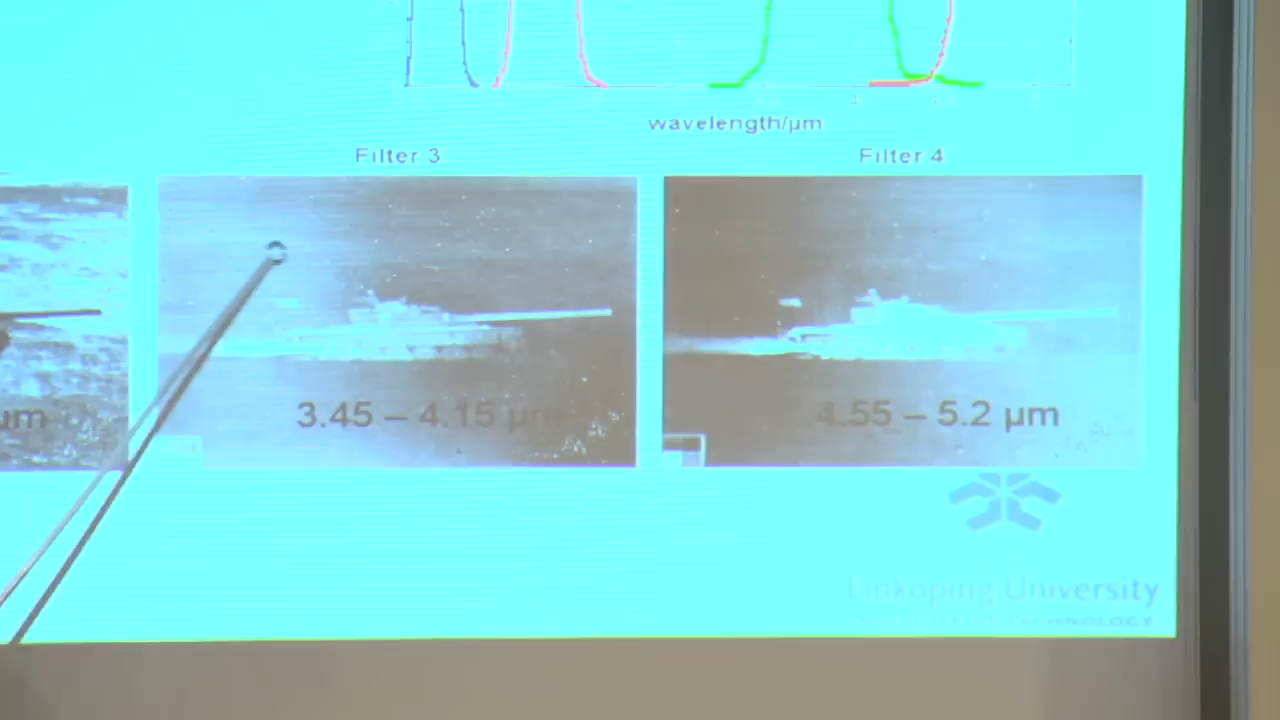 wavelength/µm
Filter 3
Filter 4
µm
3.45 – 4.15 µm
4.55 – 5.2 µm
Linköping University
TECHNOLOGY